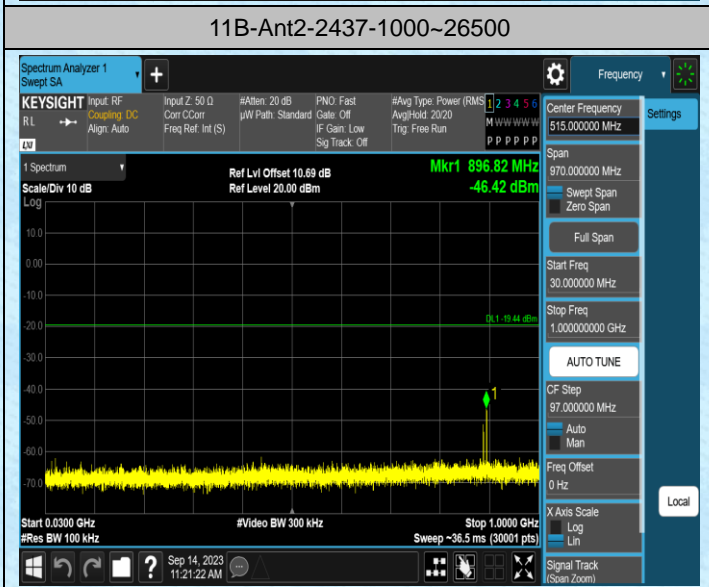 11B-Ant2-2437-1000~26500
Spectrum Analyzer 1
Swept SA
Frequency
KEYSIGHT
Input: RF
Input Z: 50 Ω
#Atten: 20 dB
PNO: Fast
#Avg Type: Power (RMS
1 2 3 4 5 6
RL
Coupling: DC
Corr CCorr
µW Path: Standard
Gate: Off
Avg|Hold: 20/20
M W W W W W
Align: Auto
Freq Ref: Int (S)
IF Gain: Low
Trig: Free Run
Sig Track: Off
P P P P P P
LXI
1 Spectrum
Ref Lvl Offset 10.69 dB
Mkr1 896.82 MHz
Scale/Div 10 dB
Ref Level 20.00 dBm
-46.42 dBm
Log
10.0
0.00
-10.0
-20.0
DL1 -19.44 dBm
-30.0
-40.0
1
-50.0
-60.0
-70.0
Start 0.0300 GHz
#Video BW 300 kHz
Stop 1.0000 GHz
#Res BW 100 kHz
Sweep ~36.5 ms (30001 pts)
Sep 14, 2023
11:21:22 AM
Center Frequency
515.000000 MHz
Settings
Span
970.000000 MHz
Swept Span
Zero Span
Full Span
Start Freq
30.000000 MHz
Stop Freq
1.000000000 GHz
AUTO TUNE
CF Step
97.000000 MHz
Auto
Man
Freq Offset
0 Hz
X Axis Scale
Log
Lin
Local
Signal Track
(Span Zoom)